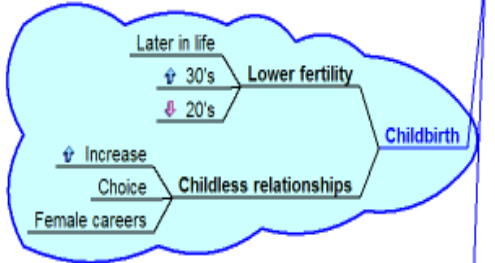 Later in life
30's
Lower fertility
20's
Childbirth
Increase
Choice
Childless relationships
Female careers